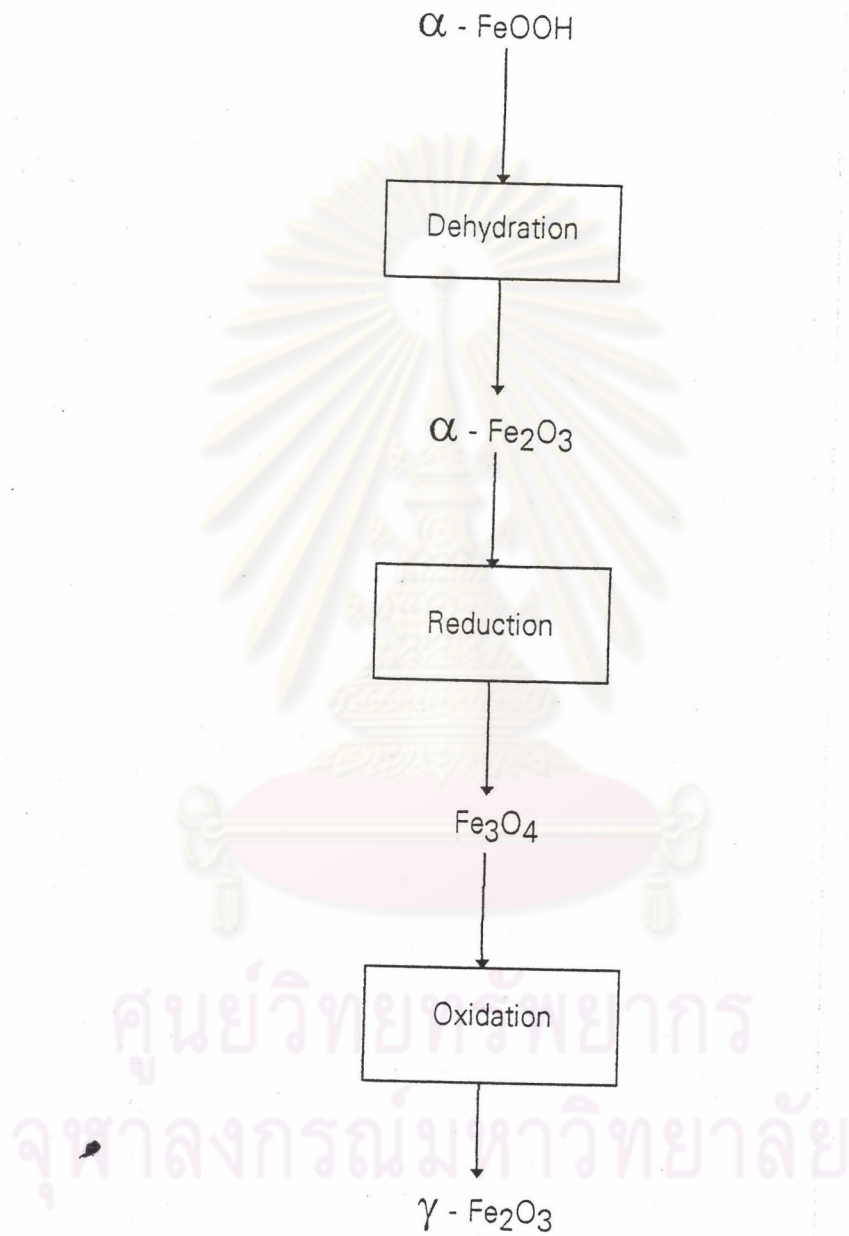 α - FeOOH
Dehydration
α - Fe2O3
Reduction
Fe3O4
Oxidation
ศูนย์วิทยทรัพยากร
จุฬาลงกรณ์มหาวิทยาลัย
γ - Fe2O3